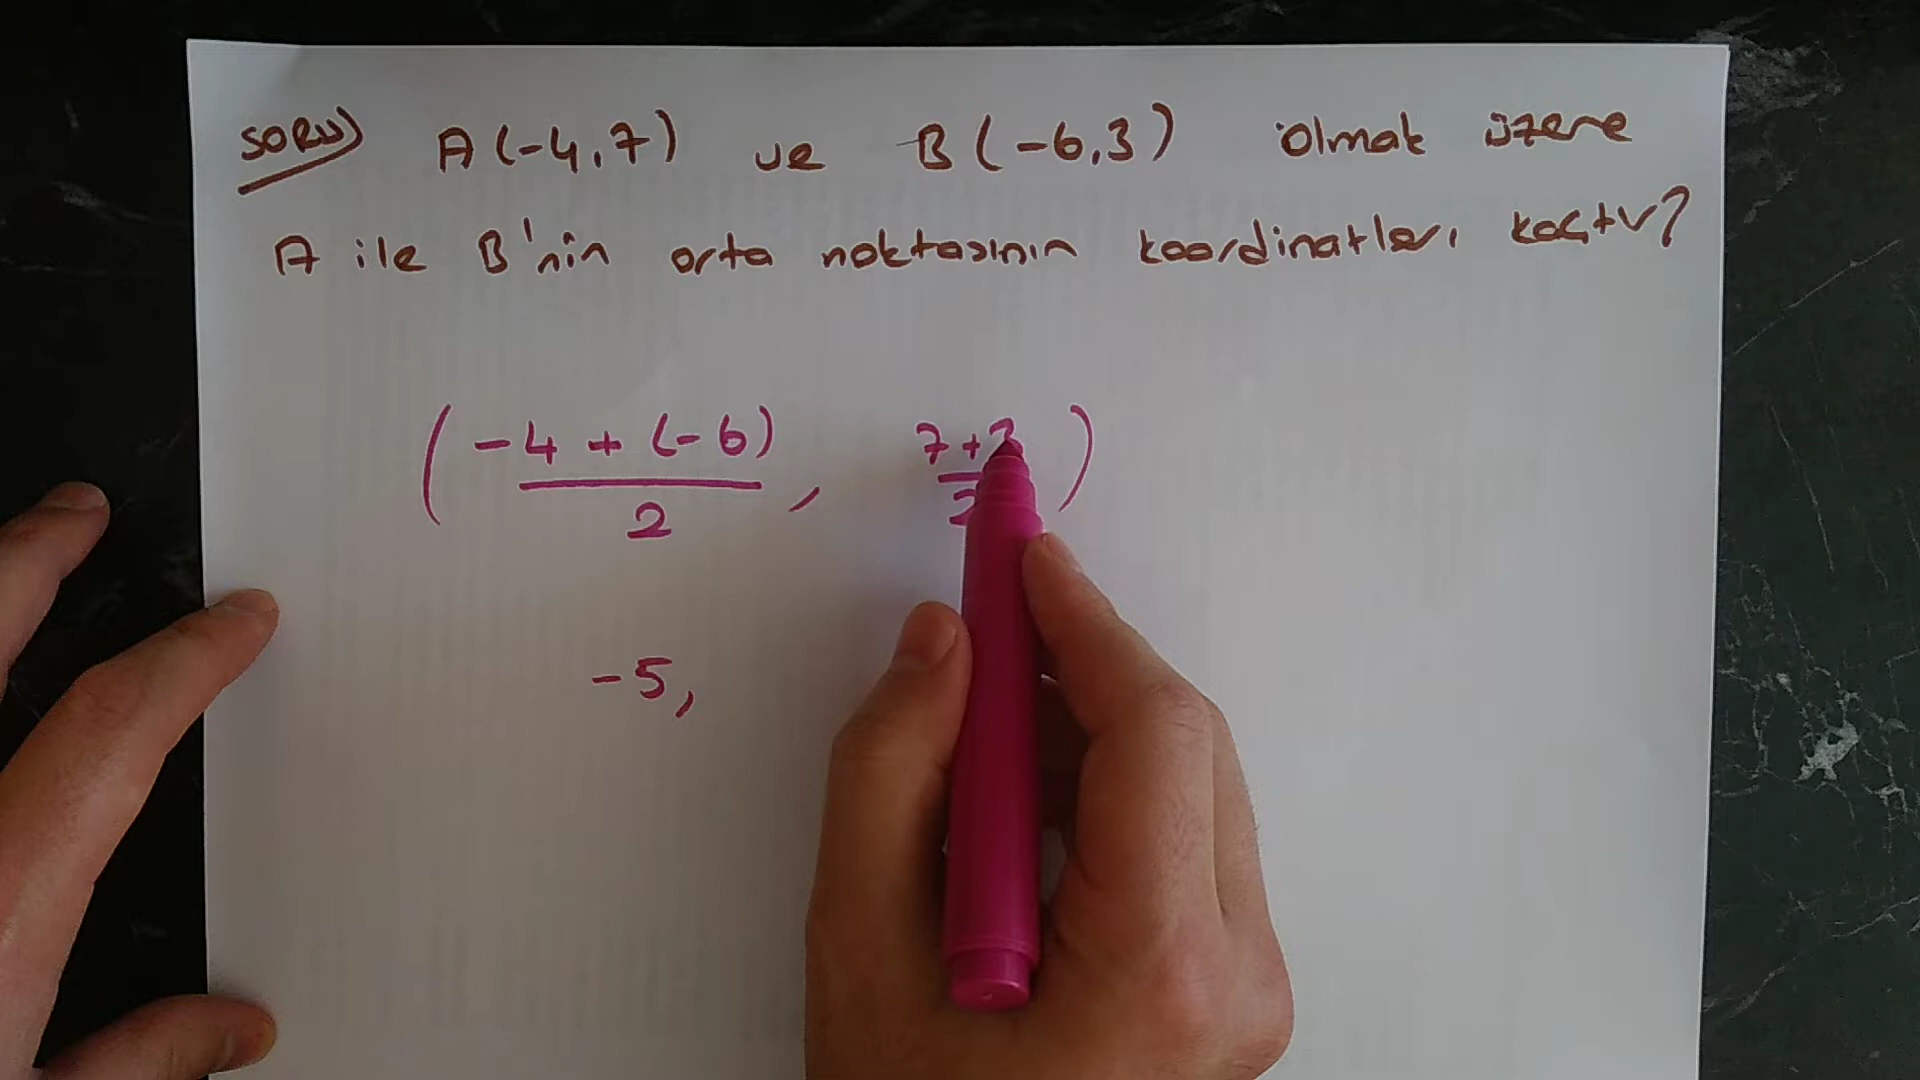 SORU) A(-4,7) ve B(-6,3) olmak üzere
A ile B'nin orta noktasının koordinatları kaçtır?
(-4+(-6)/2, 7+3/2)
-5,